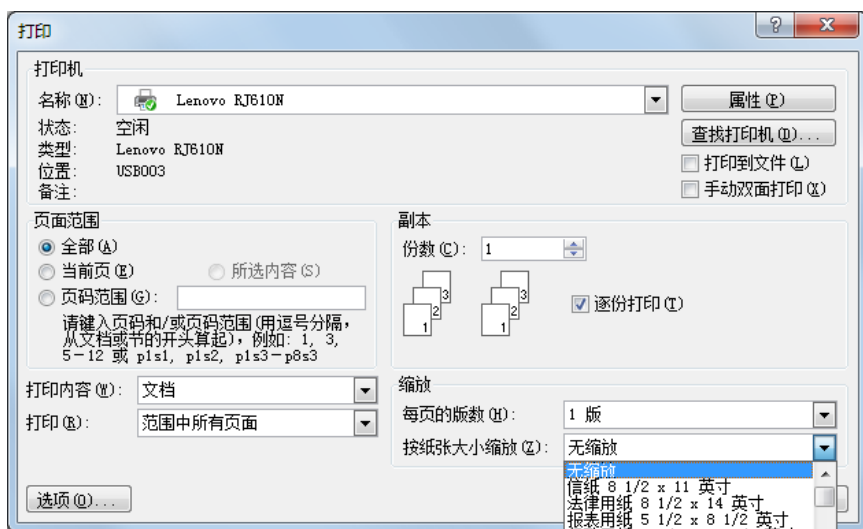 打印
打印机
名称(N): Lenovo RJ610N 属性(P)
状态: 空闲 查找打印机(D)...
类型: Lenovo RJ610N
位置: USB003 打印到文件(L)
备注: 手动双面打印(X)
页面范围
全部(A)
当前页(E) 所选内容(S)
页码范围(G):
请键入页码和/或页码范围(用逗号分隔，
从文档或节的开头算起)，例如: 1, 3,
5-12 或 p1s1, p1s2, p1s3-p8s3
副本
份数(C): 1
1 2 3 1 2 3 逐份打印(T)
打印内容(W): 文档
打印(R): 范围中所有页面
缩放
每页的版数(H): 1 版
按纸张大小缩放(Z): 无缩放
无缩放
信纸 8 1/2 x 11 英寸
法律用纸 8 1/2 x 14 英寸
报表用纸 5 1/2 x 8 1/2 英寸
选项(O)...